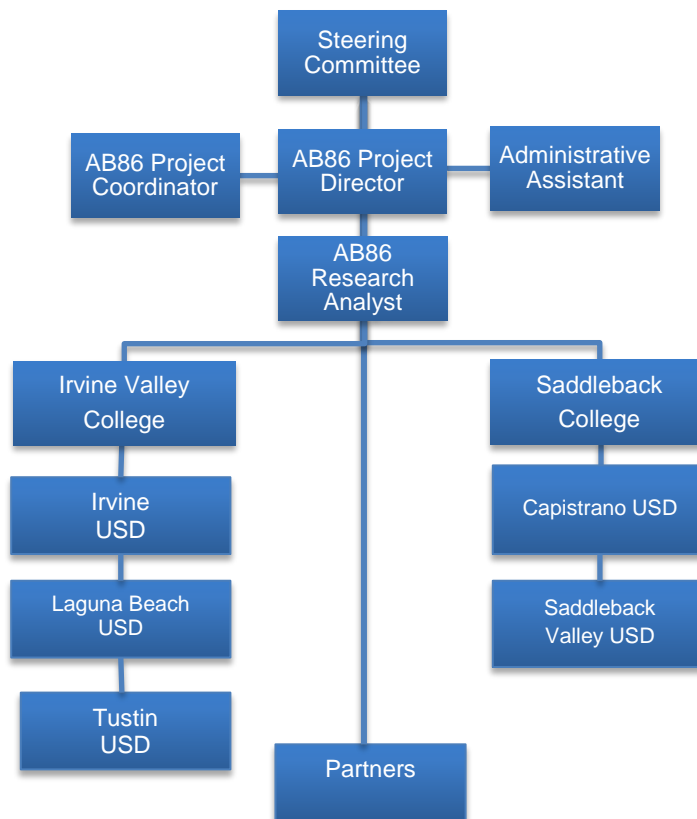 Steering
Committee
AB86 Project
Coordinator
AB86 Project
Director
Administrative
Assistant
AB86
Research
Analyst
Irvine Valley
College
Saddleback
College
Irvine
USD
Capistrano USD
Laguna Beach
USD
Saddleback
Valley USD
Tustin
USD
Partners